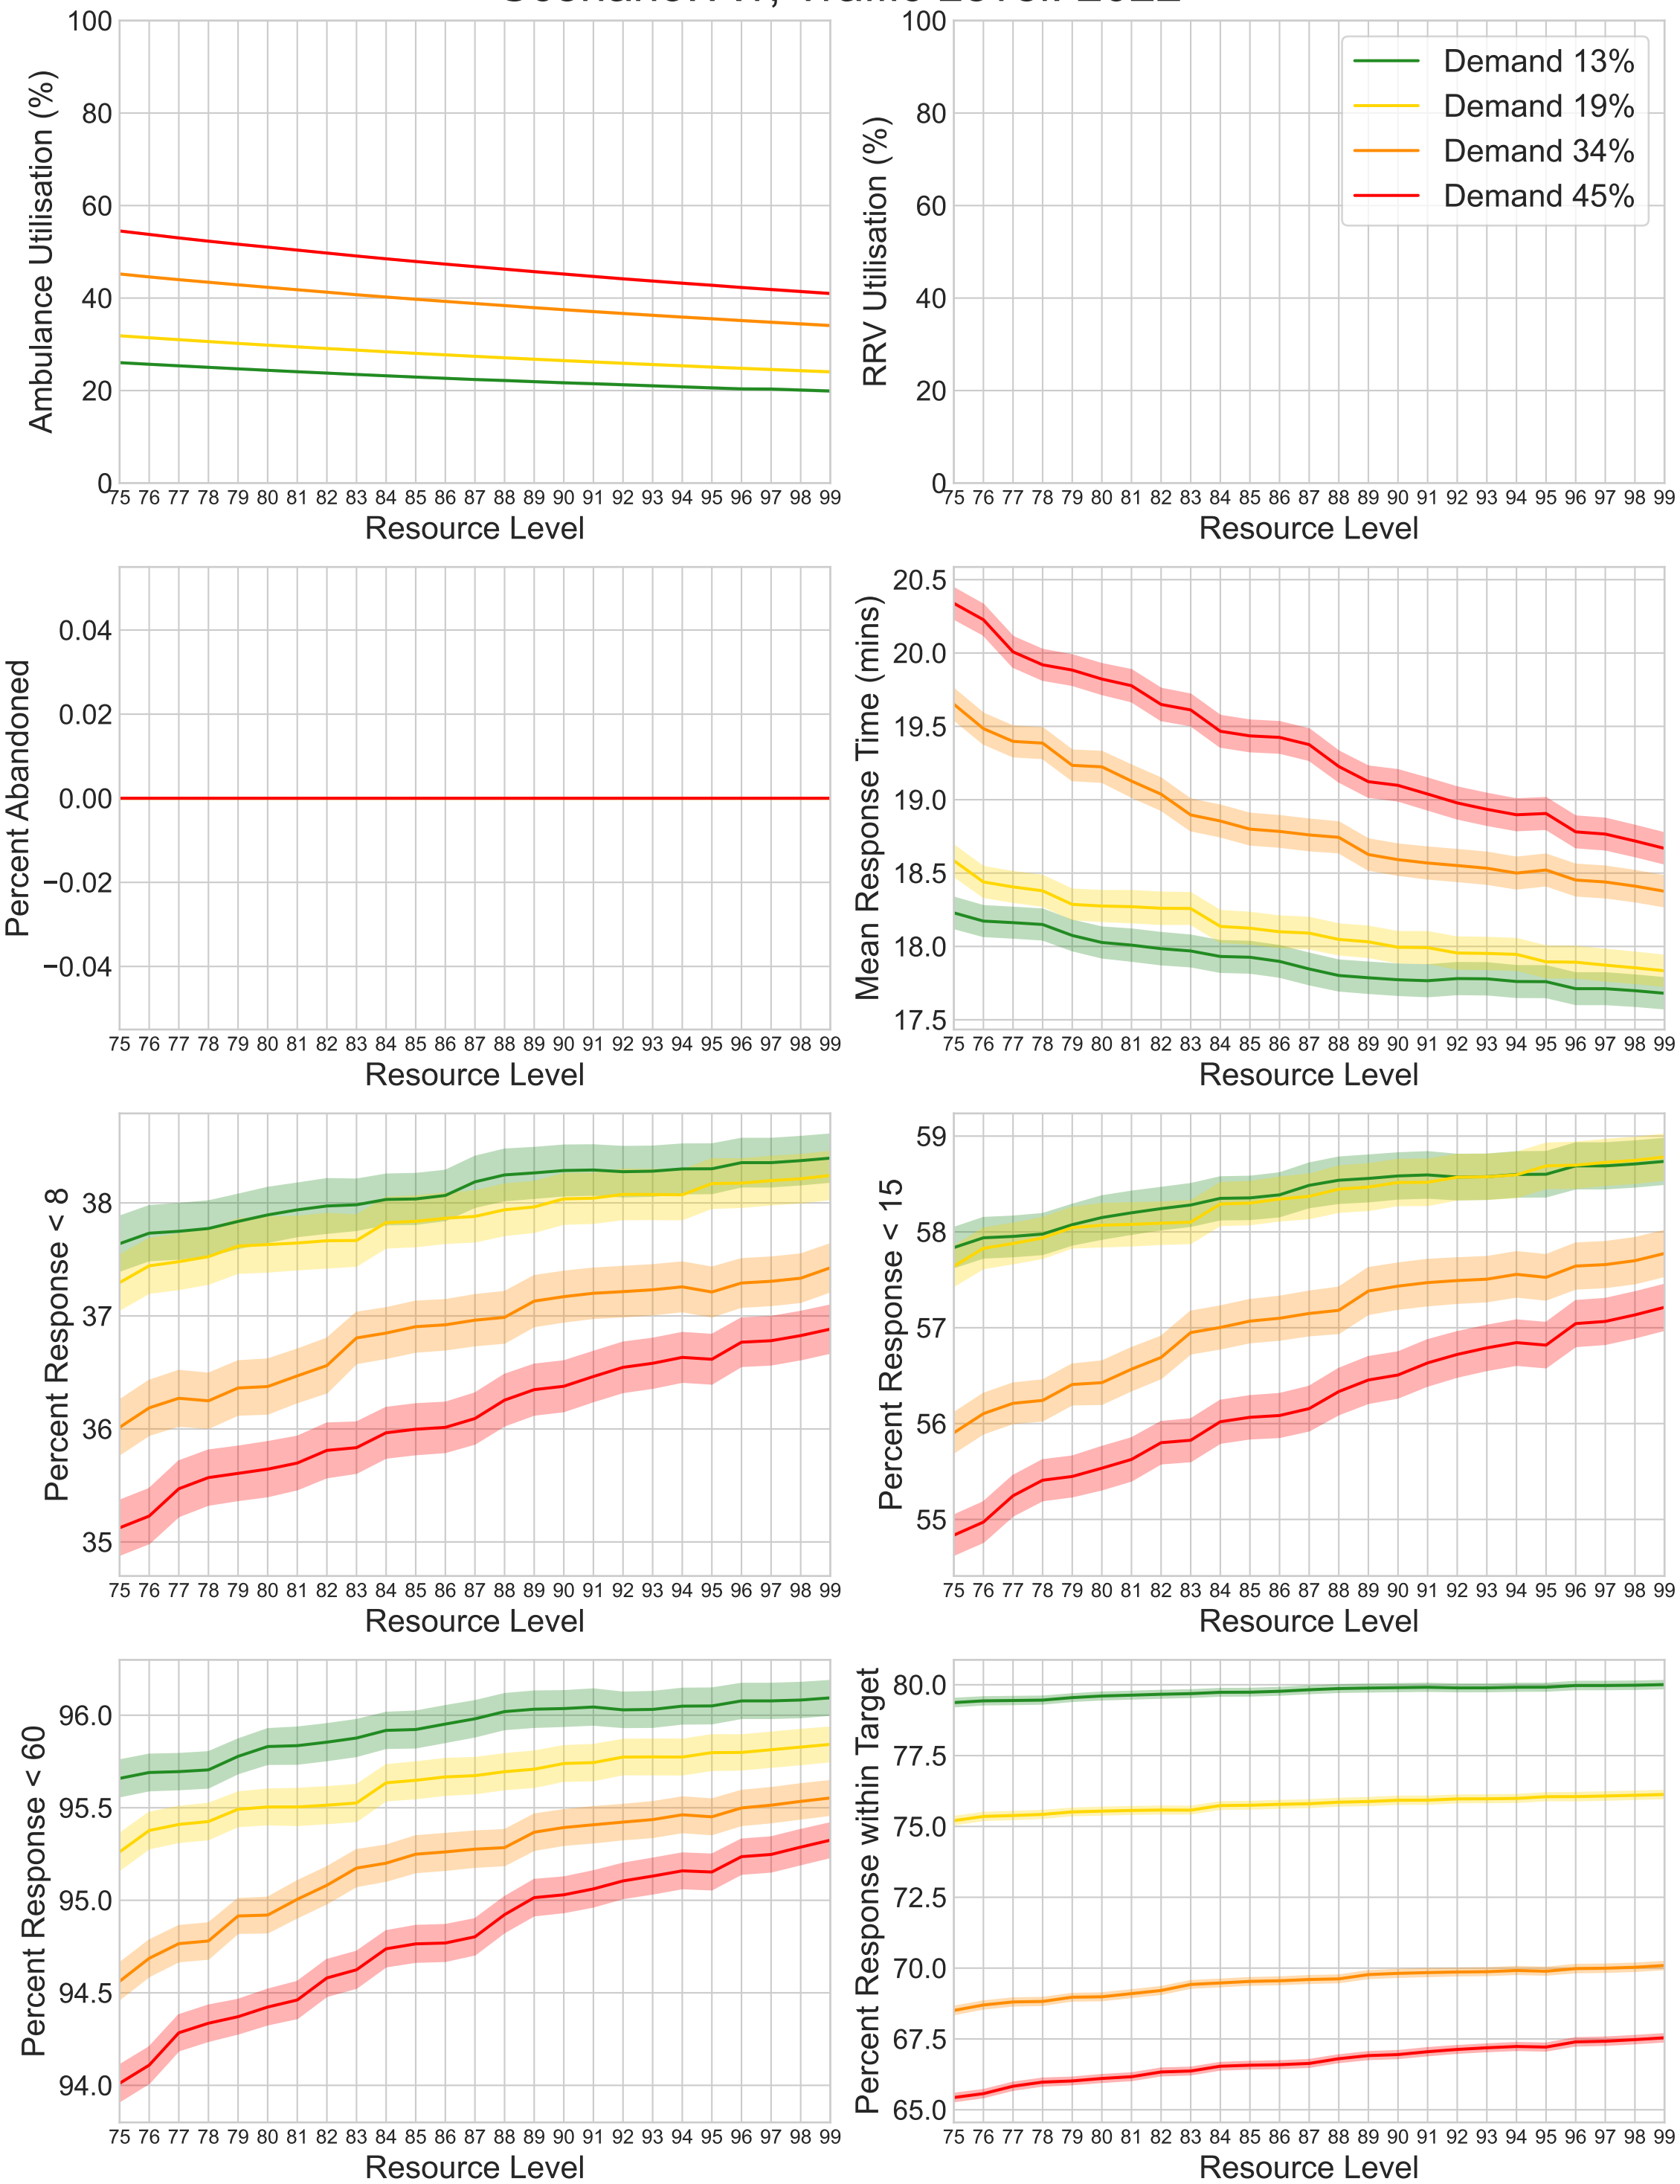 100
80
60
40
20
0
Ambulance Utilisation (%)
75 76 77 78 79 80 81 82 83 84 85 86 87 88 89 90 91 92 93 94 95 96 97 98 99
Resource Level
100
80
60
40
20
0
RRV Utilisation (%)
Demand 13%
Demand 19%
Demand 34%
Demand 45%
75 76 77 78 79 80 81 82 83 84 85 86 87 88 89 90 91 92 93 94 95 96 97 98 99
Resource Level
0.04
0.02
0.00
−0.02
−0.04
Percent Abandoned
75 76 77 78 79 80 81 82 83 84 85 86 87 88 89 90 91 92 93 94 95 96 97 98 99
Resource Level
20.5
20.0
19.5
19.0
18.5
18.0
17.5
Mean Response Time (mins)
75 76 77 78 79 80 81 82 83 84 85 86 87 88 89 90 91 92 93 94 95 96 97 98 99
Resource Level
38
37
36
35
Percent Response < 8
75 76 77 78 79 80 81 82 83 84 85 86 87 88 89 90 91 92 93 94 95 96 97 98 99
Resource Level
59
58
57
56
55
Percent Response < 15
75 76 77 78 79 80 81 82 83 84 85 86 87 88 89 90 91 92 93 94 95 96 97 98 99
Resource Level
96.0
95.5
95.0
94.5
94.0
Percent Response < 60
75 76 77 78 79 80 81 82 83 84 85 86 87 88 89 90 91 92 93 94 95 96 97 98 99
Resource Level
80.0
77.5
75.0
72.5
70.0
67.5
65.0
Percent Response within Target
75 76 77 78 79 80 81 82 83 84 85 86 87 88 89 90 91 92 93 94 95 96 97 98 99
Resource Level